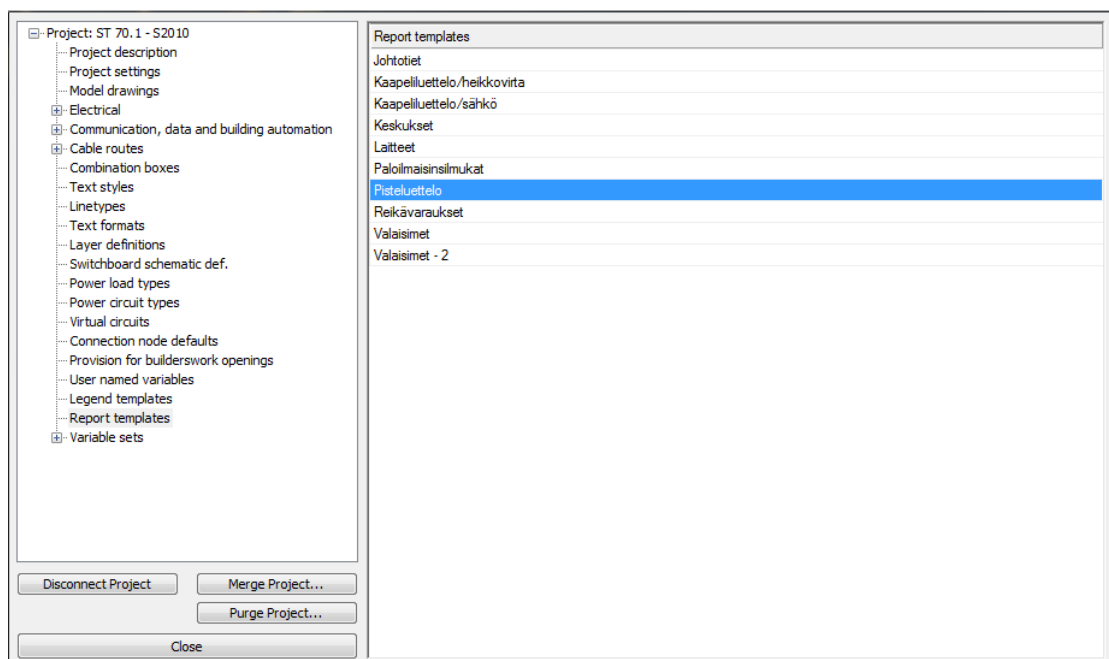 Project: ST 70.1 - S2010
Project description
Project settings
Model drawings
Electrical
Communication, data and building automation
Cable routes
Combination boxes
Text styles
Linetypes
Text formats
Layer definitions
Switchboard schematic def.
Power load types
Power circuit types
Virtual circuits
Connection node defaults
Provision for builderswork openings
User named variables
Legend templates
Report templates
Variable sets
Disconnect Project
Merge Project...
Purge Project...
Close
Report templates
Johtotiet
Kaapeliluettelo/heikkovirta
Kaapeliluettelo/sähkö
Keskukset
Laitteet
Paloilmaisinsilmukat
Pisteluettelo
Reikävaraukset
Valaisimet
Valaisimet - 2